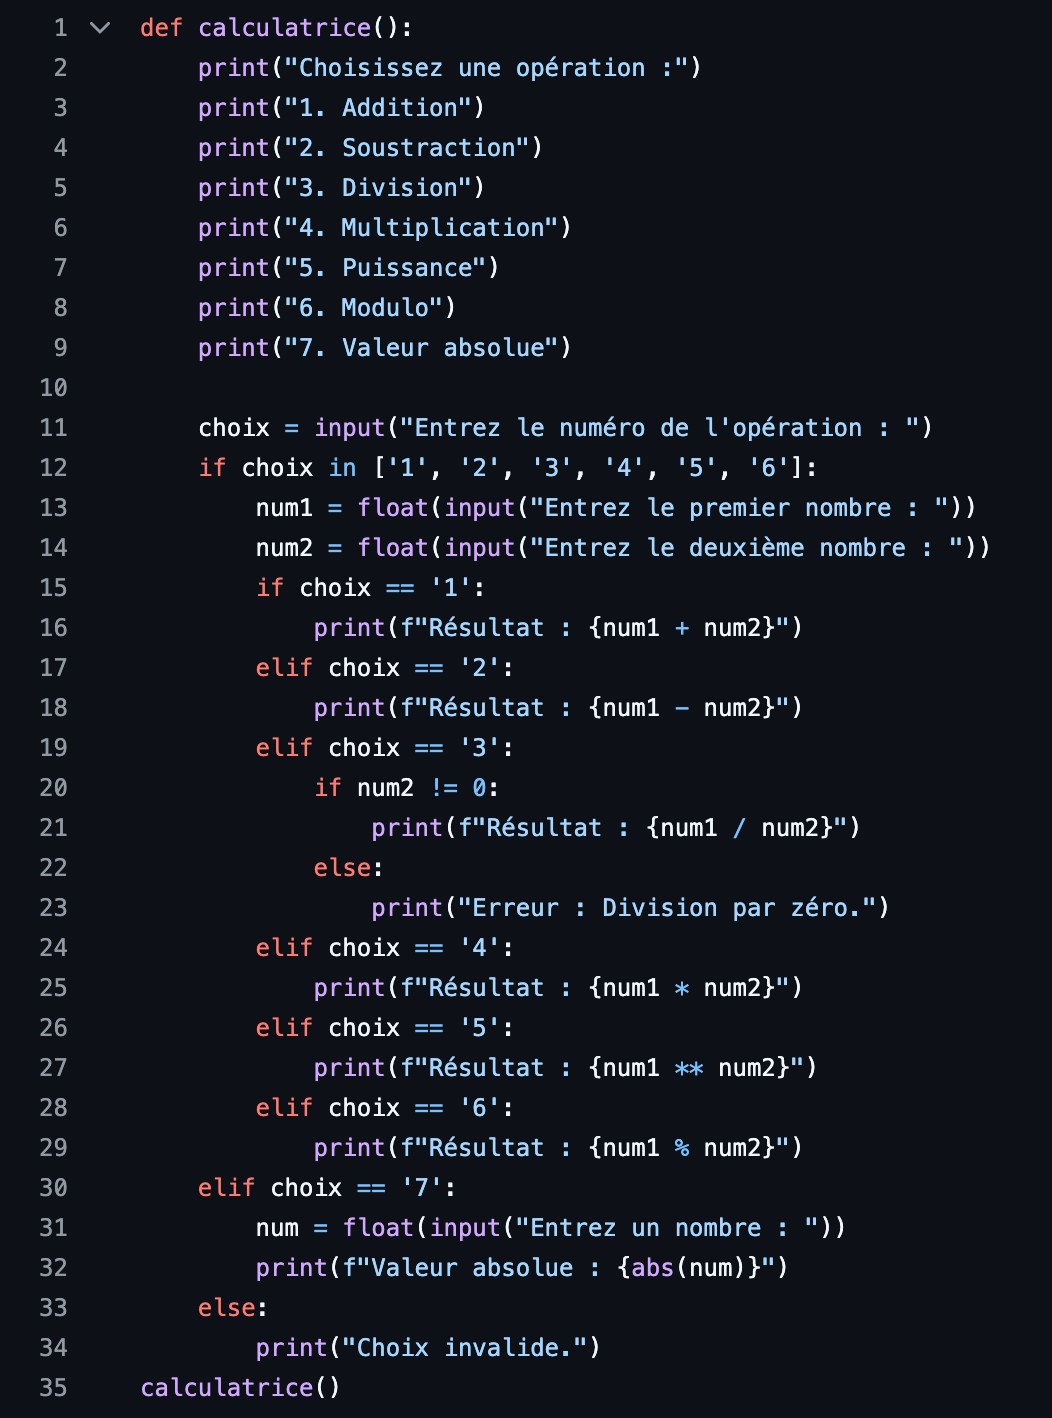 1 def calculatrice():
2     print("Choisissez une opération :")
3     print("1. Addition")
4     print("2. Soustraction")
5     print("3. Division")
6     print("4. Multiplication")
7     print("5. Puissance")
8     print("6. Modulo")
9     print("7. Valeur absolue")
10
11     choix = input("Entrez le numéro de l'opération : ")
12     if choix in ['1', '2', '3', '4', '5', '6']:
13         num1 = float(input("Entrez le premier nombre : "))
14         num2 = float(input("Entrez le deuxième nombre : "))
15         if choix == '1':
16             print(f"Résultat : {num1 + num2}")
17         elif choix == '2':
18             print(f"Résultat : {num1 - num2}")
19         elif choix == '3':
20             if num2 != 0:
21                 print(f"Résultat : {num1 / num2}")
22             else:
23                 print("Erreur : Division par zéro.")
24         elif choix == '4':
25             print(f"Résultat : {num1 * num2}")
26         elif choix == '5':
27             print(f"Résultat : {num1 ** num2}")
28         elif choix == '6':
29             print(f"Résultat : {num1 % num2}")
30     elif choix == '7':
31         num = float(input("Entrez un nombre : "))
32         print(f"Valeur absolue : {abs(num)}")
33     else:
34         print("Choix invalide.")
35 calculatrice()